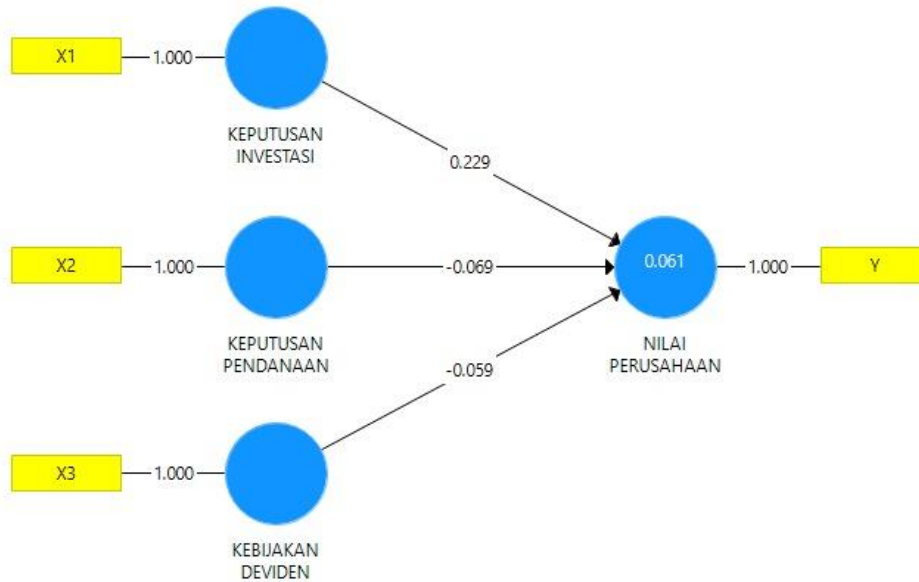 X1
1.000
KEPUTUSAN
INVESTASI
0.229
X2
1.000
-0.069
0.061
1.000
Y
KEPUTUSAN
PENDANAAN
NILAI
PERUSAHAAN
-0.059
X3
1.000
KEBIJAKAN
DEVIDEN